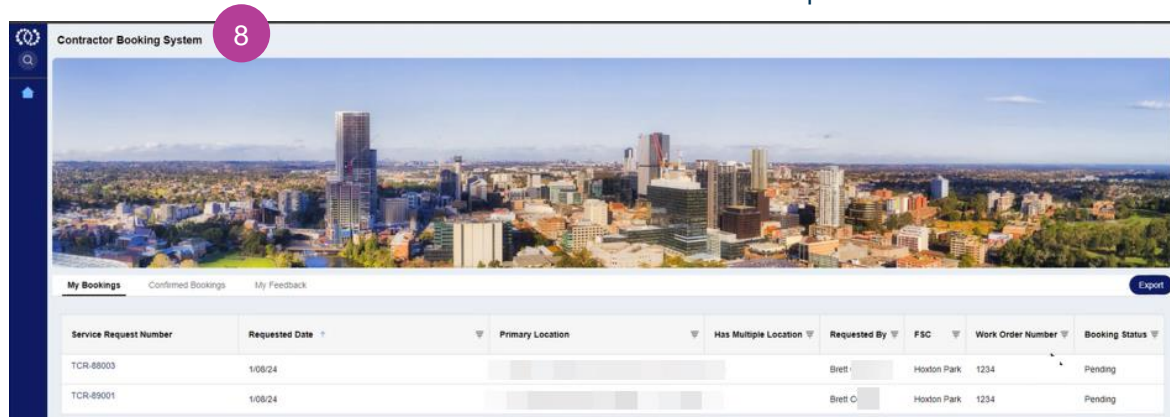 Contractor Booking System
8
My Bookings Confirmed Bookings My Feedback Export
Service Request Number Requested Date Primary Location Has Multiple Location Requested By FSC Work Order Number Booking Status
TCR-88003 1/08/24 Brett Hoxton Park 1234 Pending
TCR-89001 1/08/24 Brett Hoxton Park 1234 Pending